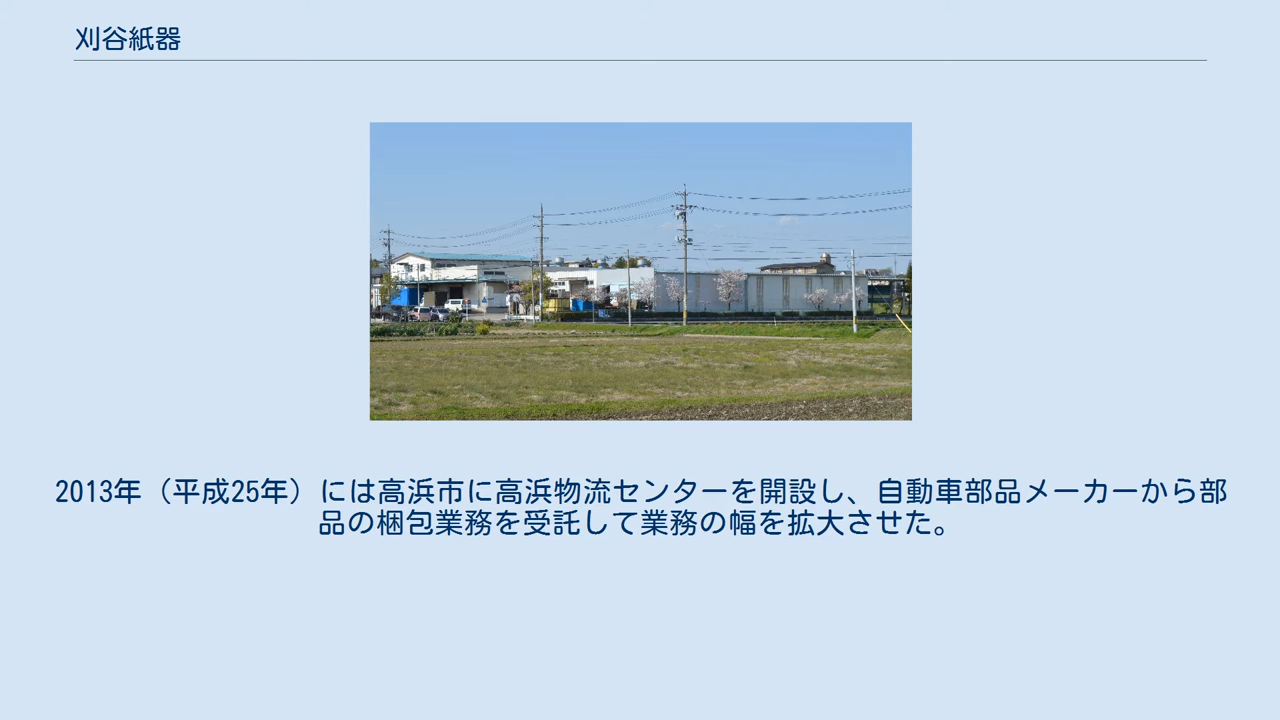 刈谷紙器
2013年（平成25年）には高浜市に高浜物流センターを開設し、自動車部品メーカーから部
品の梱包業務を受託して業務の幅を拡大させた。